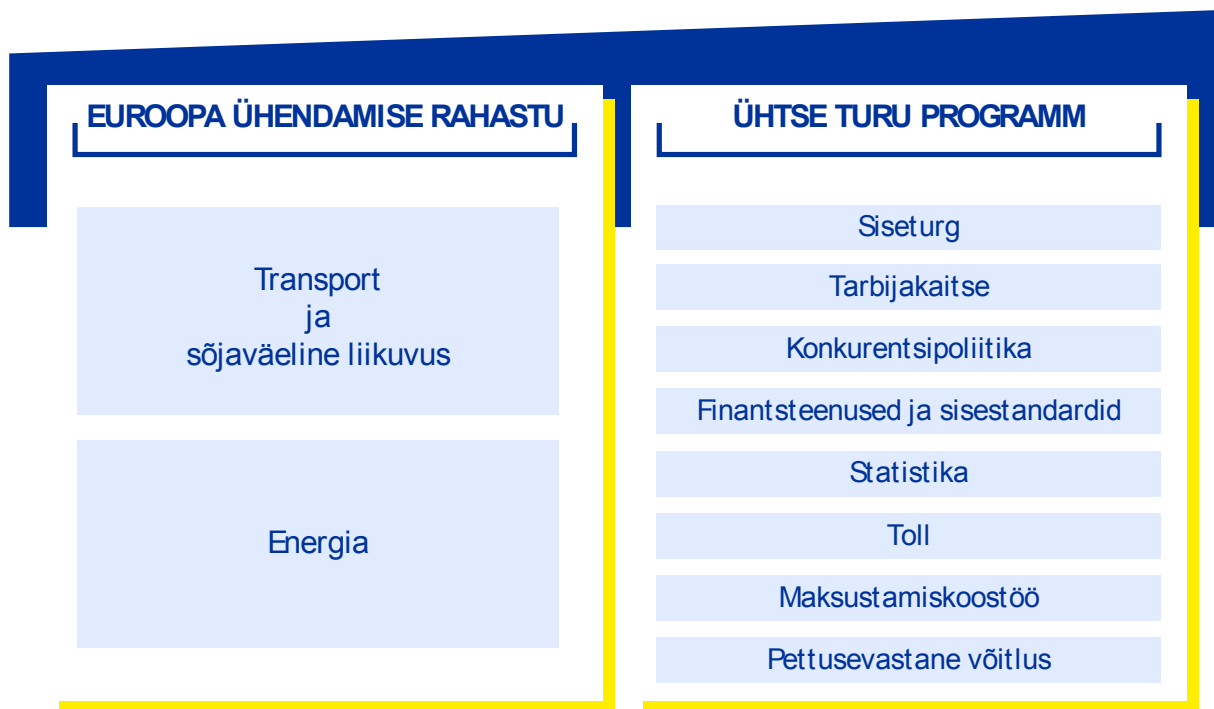 EUROOPA ÜHENDAMISE RAHASTU
Transport
ja
sõjaväeline liikuvus
Energia
ÜHTSE TURU PROGRAMM
Siseturg
Tarbijakaitse
Konkurentsipoliitika
Finantsteenused ja sisestandardid
Statistika
Toll
Maksustamiskoostöö
Pettusevastane võitlus